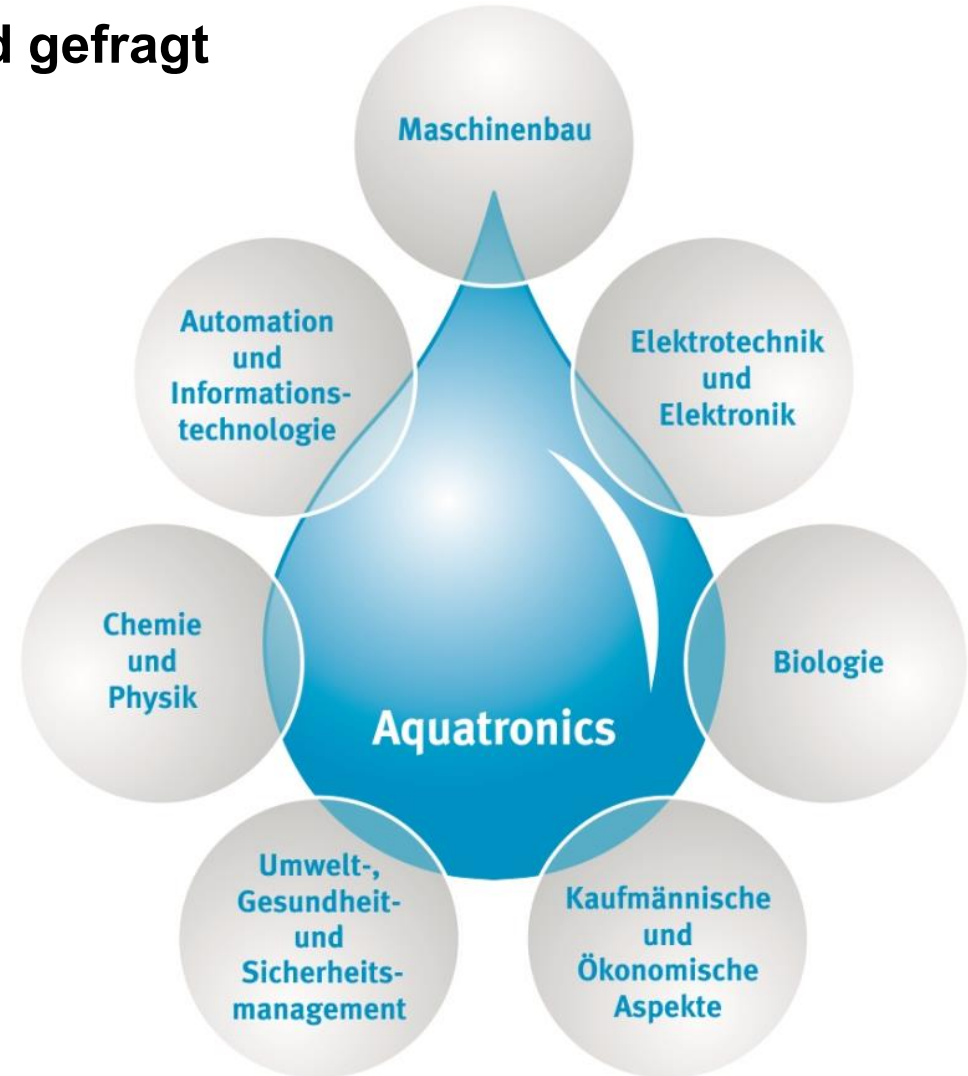 d gefragt
Maschinenbau
Automation
und
Informations-
technologie
Elektrotechnik
und
Elektronik
Chemie
und
Physik
Biologie
Aquatronics
Umwelt-,
Gesundheit-
und
Sicherheits-
management
Kaufmännische
und
Ökonomische
Aspekte